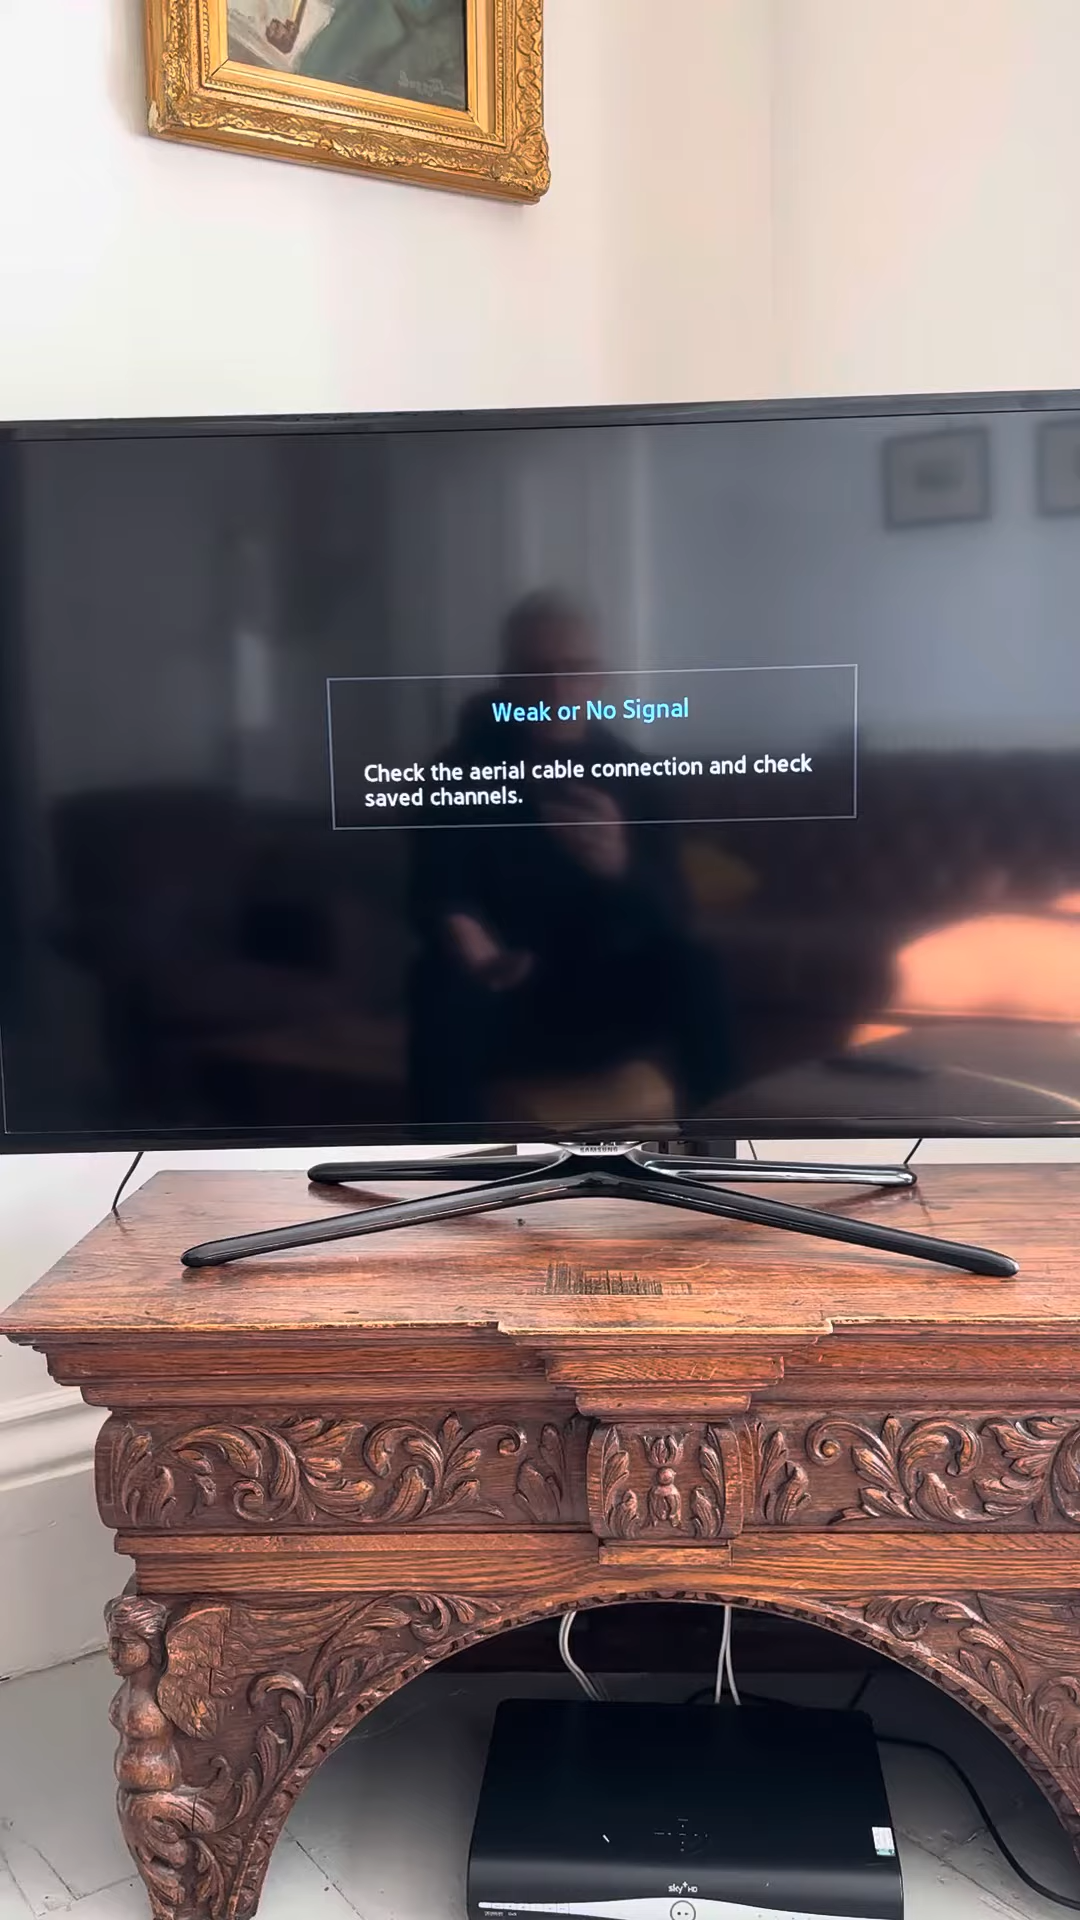 Weak or No Signal
Check the aerial cable connection and check
saved channels.
SAMSUNG
sky+HD